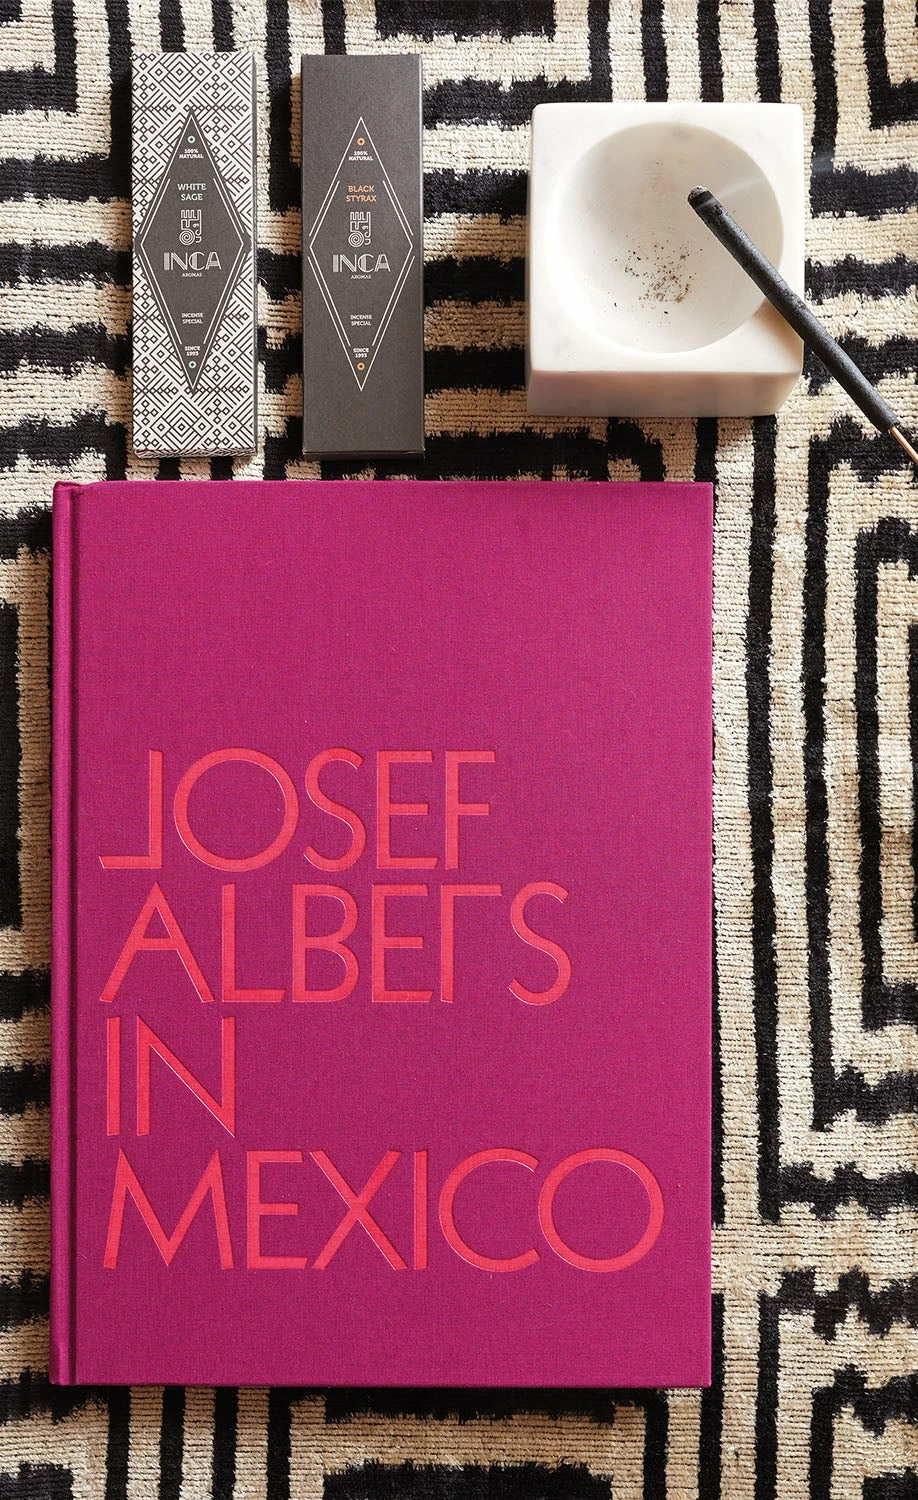 100%
NATURAL
WHITE
SAGE
INCA
AROMAS
INCENSE
SPECIAL
SINCE
1993
100%
NATURAL
BLACK
STYRAX
INCA
AROMAS
INCENSE
SPECIAL
SINCE
1993
JOSEF
ALBERS
IN
MEXICO